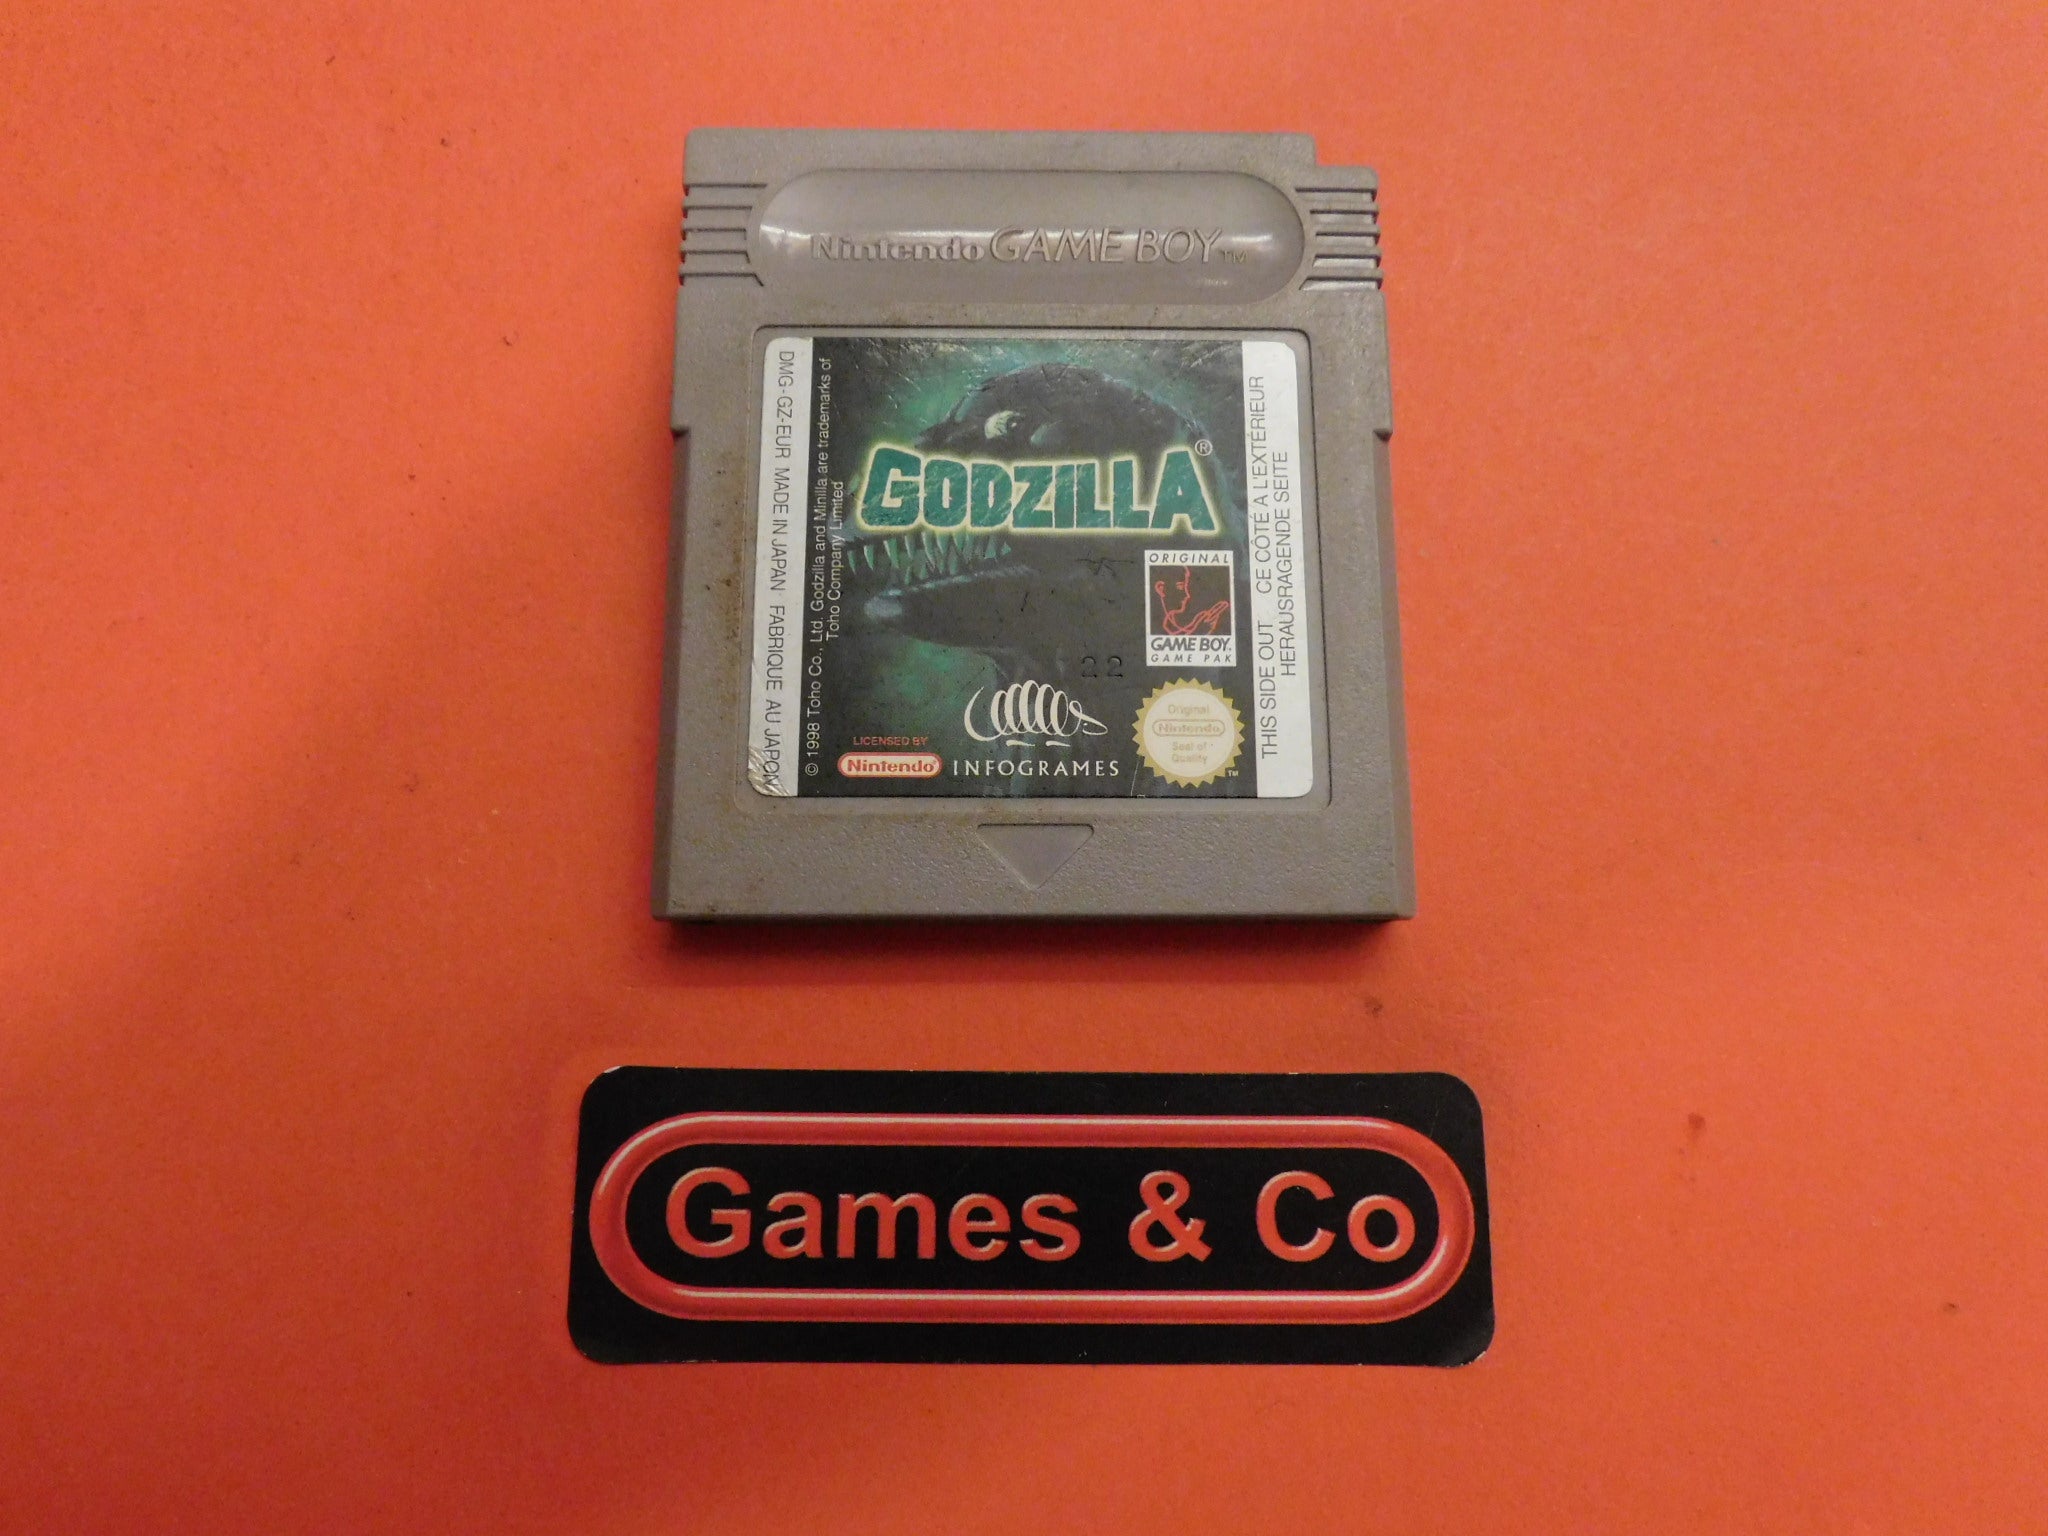 Nintendo GAME BOY TM
DMG-GZ-EUR MADE IN JAPAN FABRIQUÉ AU JAPON
© 1998 Toho Co., Ltd. Godzilla and Minilla are trademarks of
Toho Company Limited
GODZILLA®
ORIGINAL
GAME BOY
GAME PAK
22
LICENSED BY
Nintendo®
INFOGRAMES
Original
Nintendo
Seal of
Quality
TM
THIS SIDE OUT CE CÔTÉ A L'EXTÉRIEUR
HERAUSRAGENDE SEITE
Games & Co